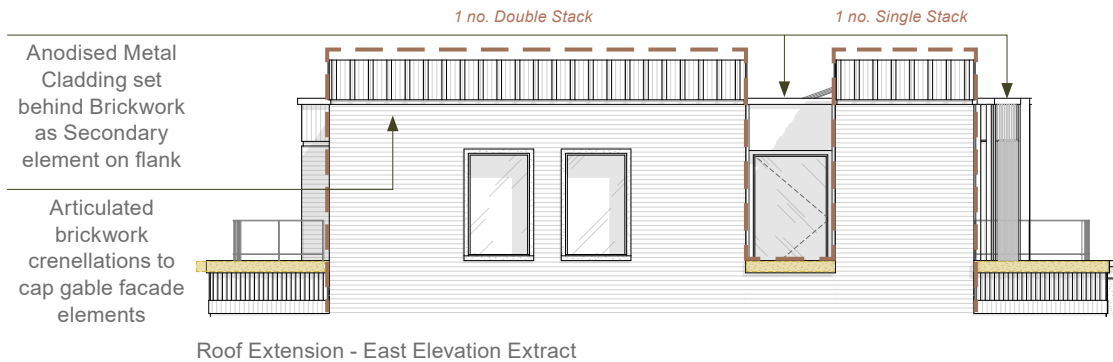 1 no. Double Stack
1 no. Single Stack
Anodised Metal
Cladding set
behind Brickwork
as Secondary
element on flank
Articulated
brickwork
crenellations to
cap gable facade
elements
Roof Extension - East Elevation Extract